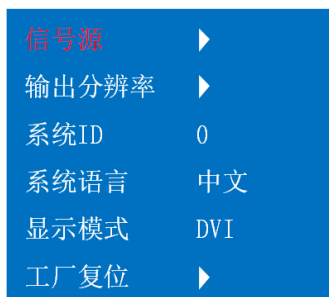 信号源
输出分辨率
系统ID 0
系统语言 中文
显示模式 DVI
工厂复位